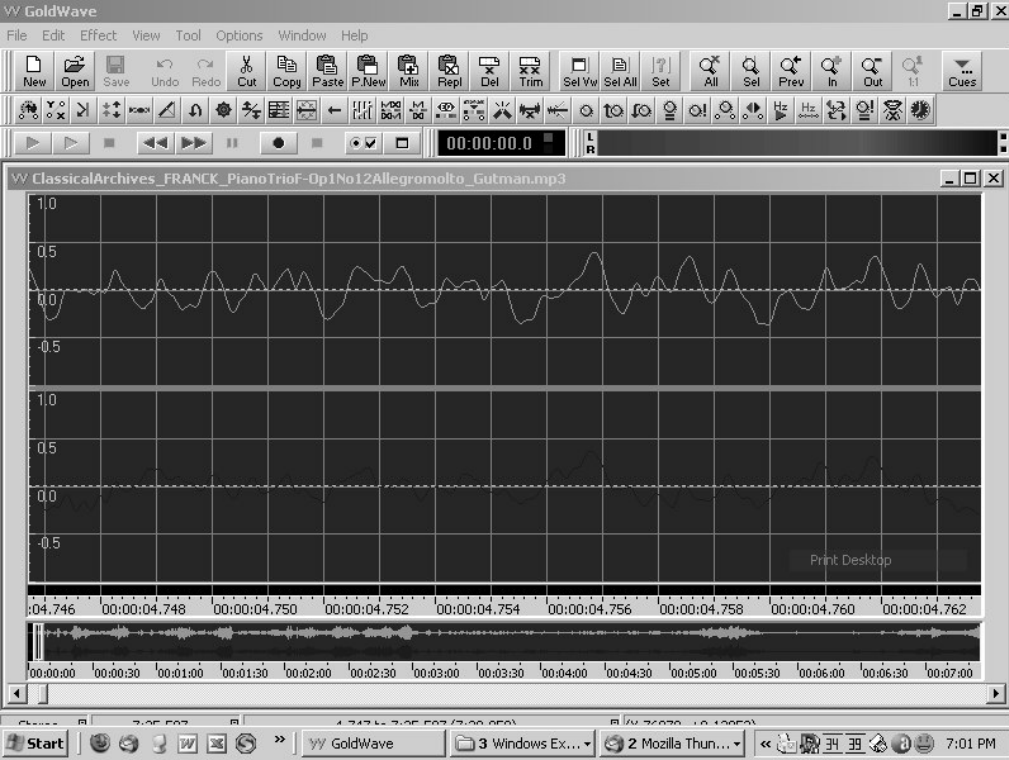 GoldWave
File Edit Effect View Tool Options Window Help
New Open Save Undo Redo Cut Copy Paste P.New Mix Repl Del Trim Sel Vw Sel All Set All Sel Prev In Out 1:1 Cues
00:00:00.0 L
R
ClassicalArchives_FRANCK_PianoTrioF-Op1No12Allegromolto_Gutman.mp3
1.0
0.5
0.0
-0.5
1.0
0.5
0.0
-0.5
Print Desktop
:04.746 00:00:04.748 00:00:04.750 00:00:04.752 00:00:04.754 00:00:04.756 00:00:04.758 00:00:04.760 00:00:04.762
00:00:00 00:00:30 00:01:00 00:01:30 00:02:00 00:02:30 00:03:00 00:03:30 00:04:00 00:04:30 00:05:00 00:05:30 00:06:00 00:06:30 00:07:00
Start » GoldWave 3 Windows Ex... 2 Mozilla Thun... « 34 39 7:01 PM